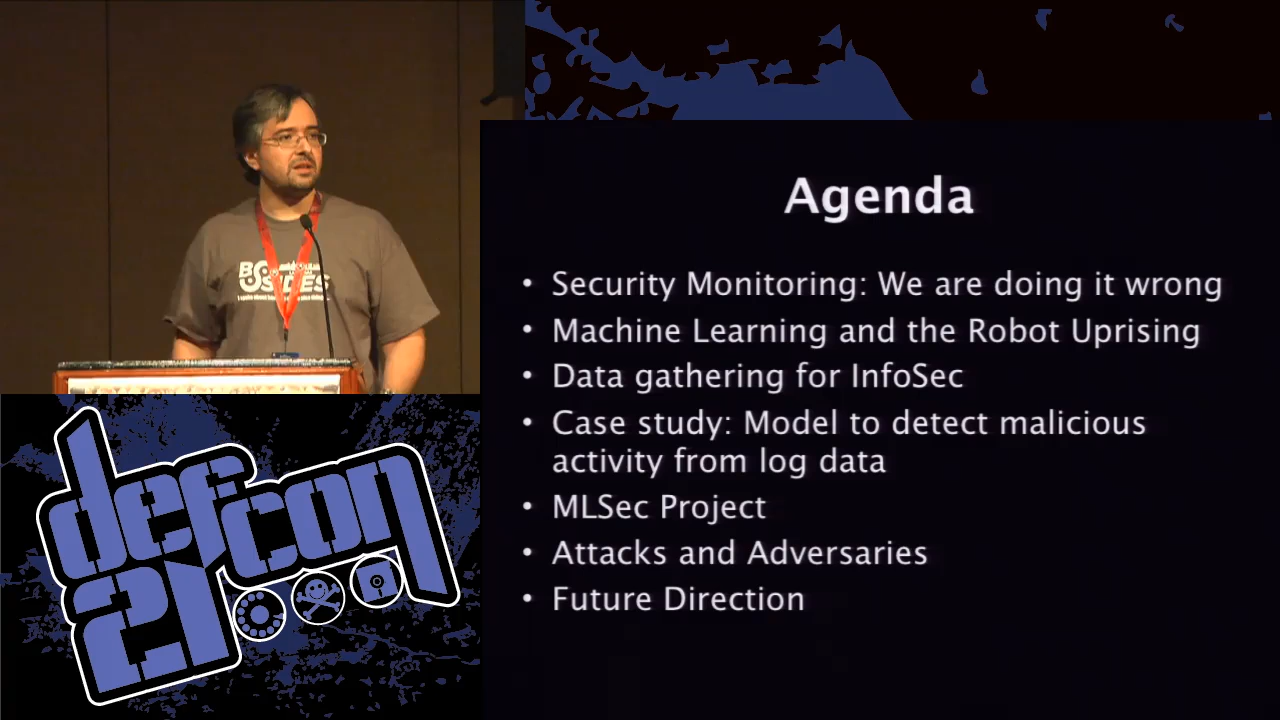 Agenda
• Security Monitoring: We are doing it wrong
• Machine Learning and the Robot Uprising
• Data gathering for InfoSec
• Case study: Model to detect malicious
activity from log data
• MLSec Project
• Attacks and Adversaries
• Future Direction
BSIDES
defcon
21